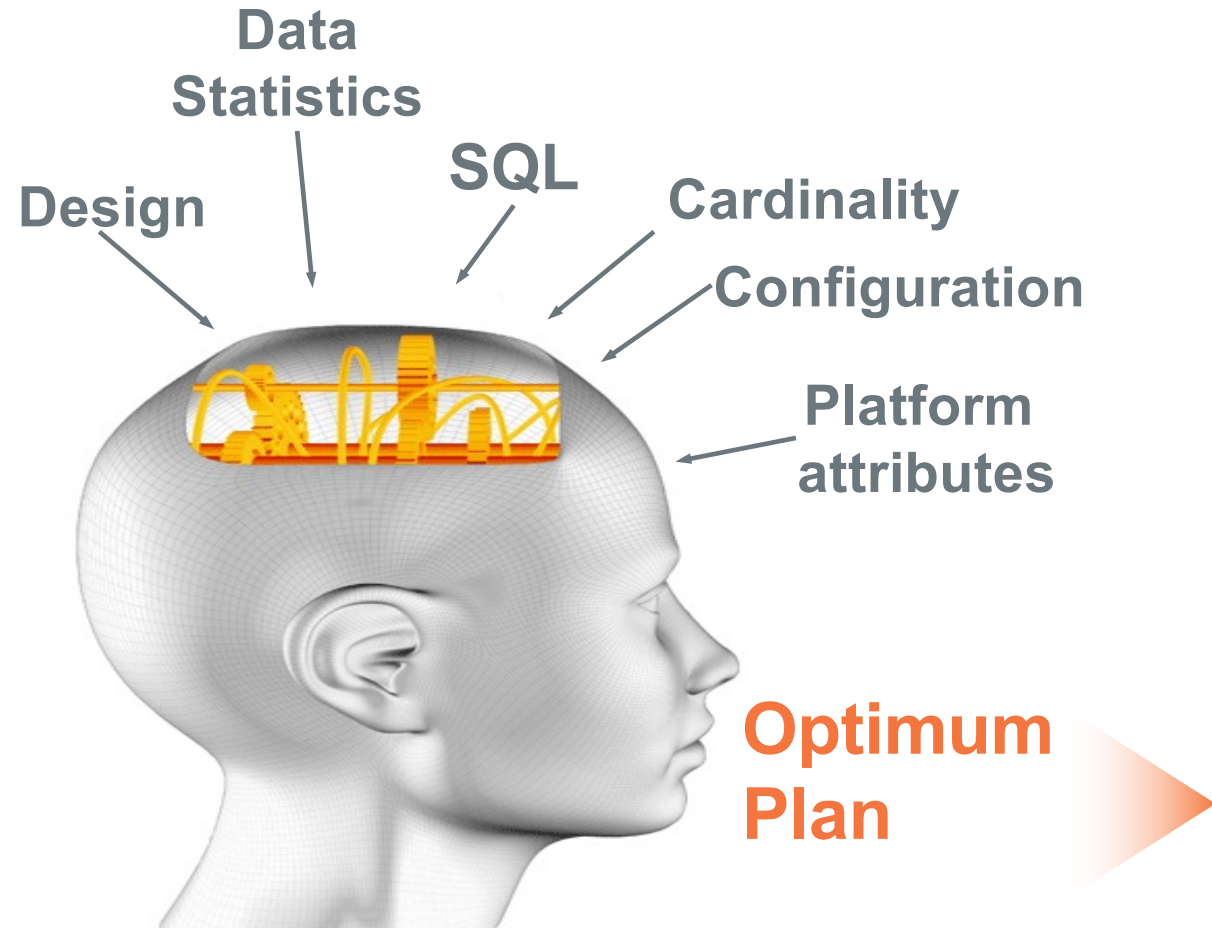 Data
Statistics
SQL
Design
Cardinality
Configuration
Platform
attributes
Optimum
Plan